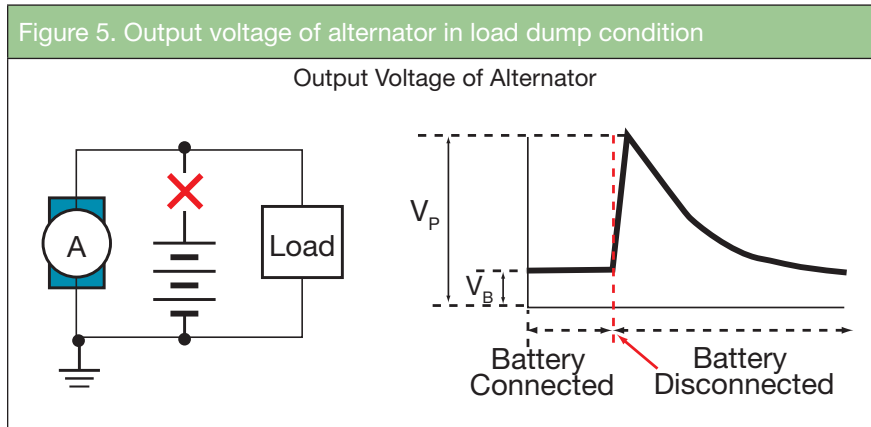 Figure 5. Output voltage of alternator in load dump condition
Output Voltage of Alternator
A
Load
VP
VB
Battery Connected
Battery Disconnected